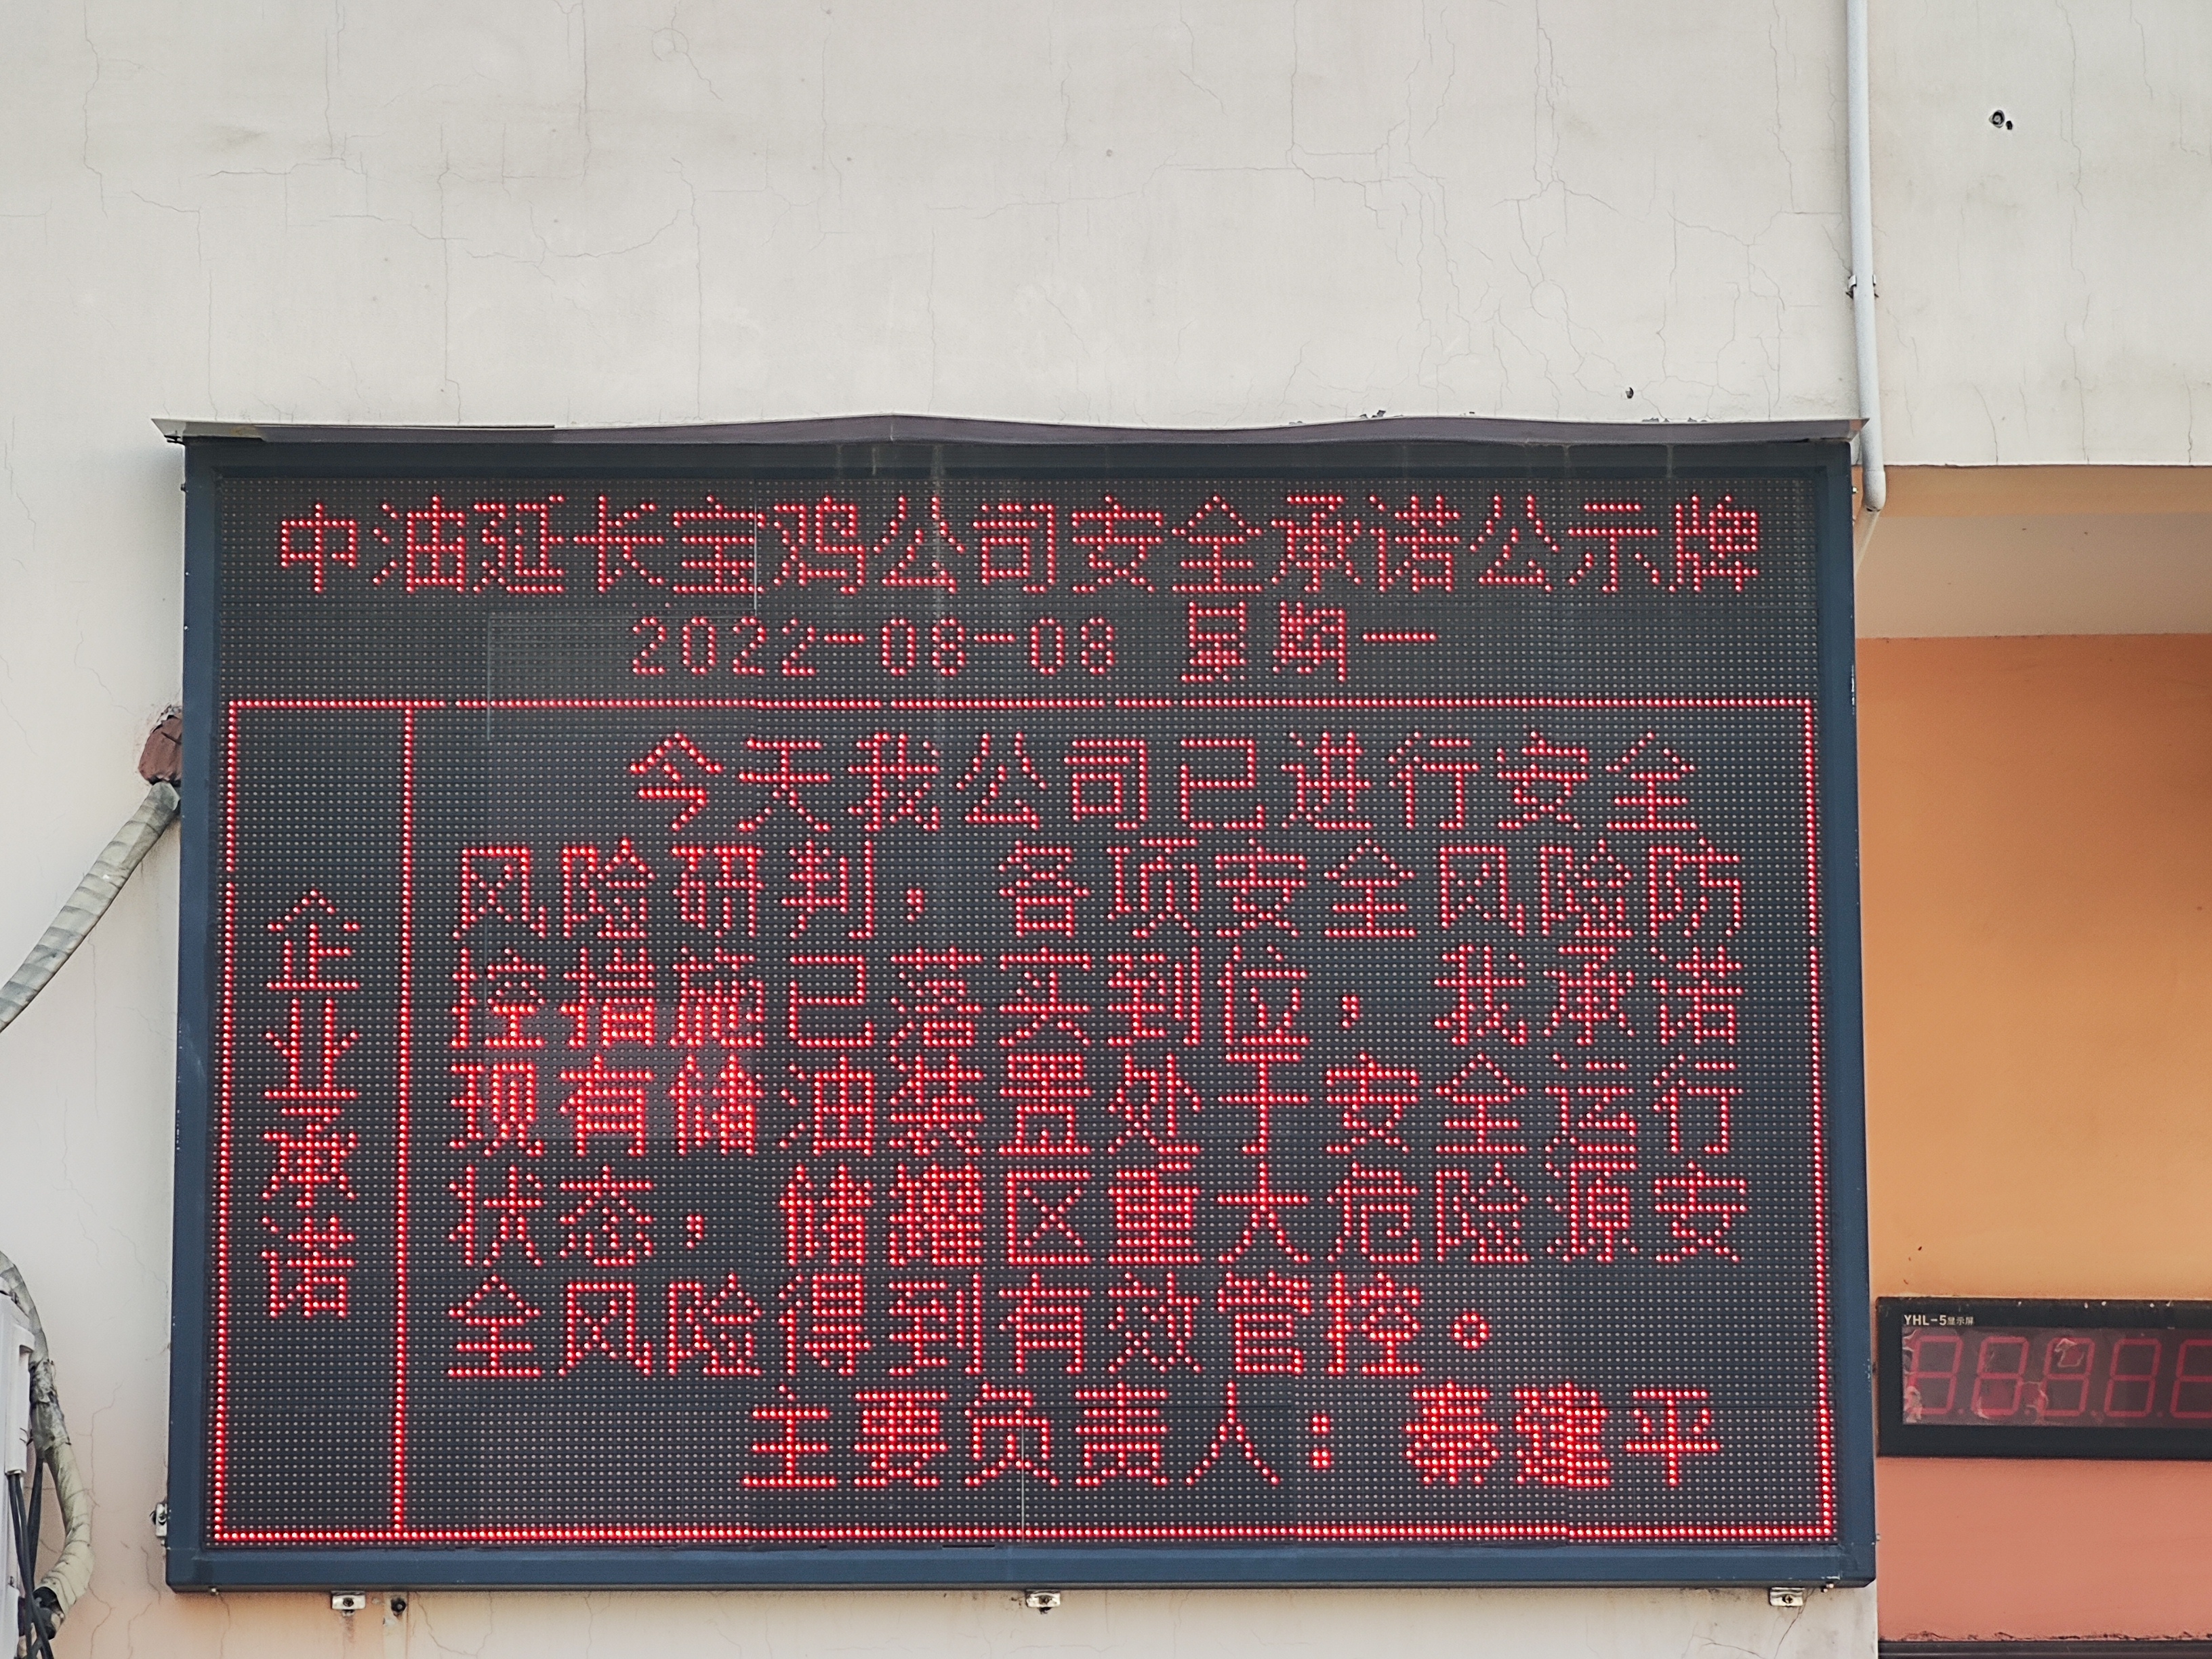 中油延长宝鸡公司安全承诺公示牌
2022-08-08 星期一
企业承诺
今天我公司已进行安全
风险研判，各项安全风险防
控措施已落实到位，我承诺
现有储油装置处于安全运行
状态，储罐区重大危险源安
全风险得到有效管控。
主要负责人：秦建平
YHL-5显示屏